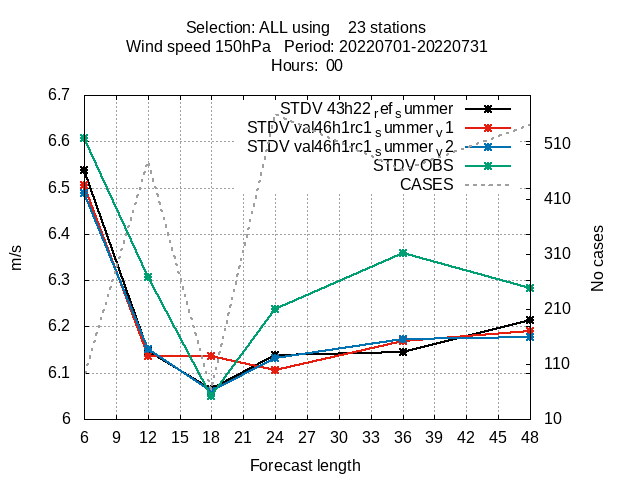 Selection: ALL using 23 stations
Wind speed 150hPa Period: 20220701-20220731
Hours: 00
6.7
6.6
6.5
6.4
6.3
6.2
6.1
6
510
410
310
210
110
10
STDV 43h22 ref summer
STDV val46h1rc1 summer v1
STDV val46h1rc1 summer v2
STDV OBS
CASES
m/s
No cases
6 9 12 15 18 21 24 27 30 33 36 39 42 45 48
Forecast length